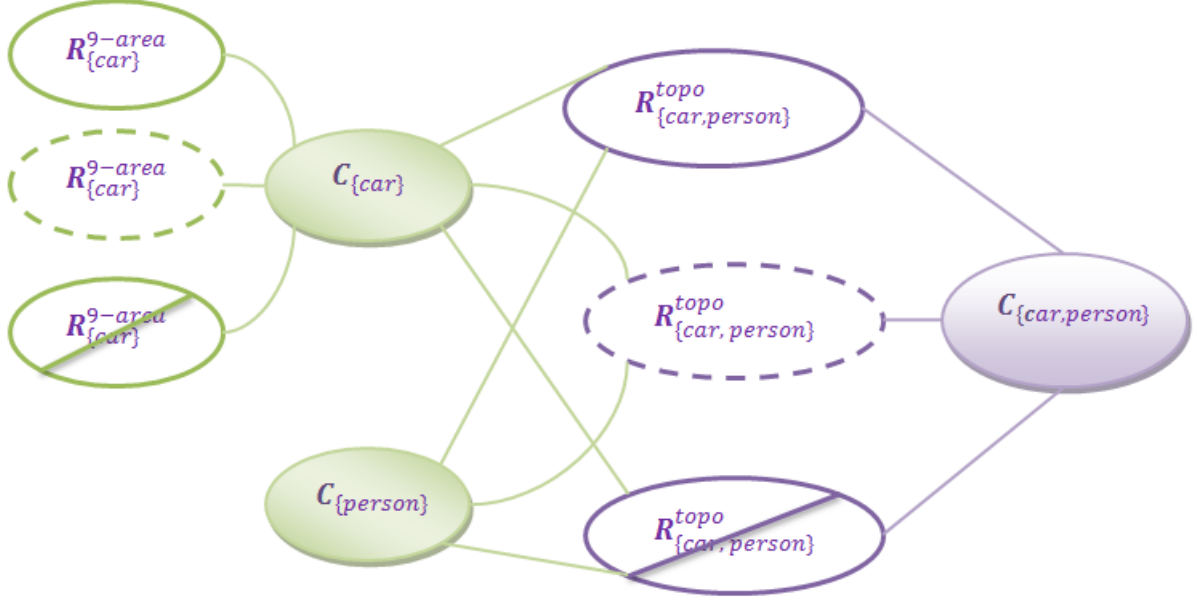 R^{9-area}_{car}
R^{9-area}_{car}
R^{9-area}_{car}
C_{car}
C_{person}
R^{topo}_{car,person}
R^{topo}_{car, person}
R^{topo}_{car, person}
C_{car,person}